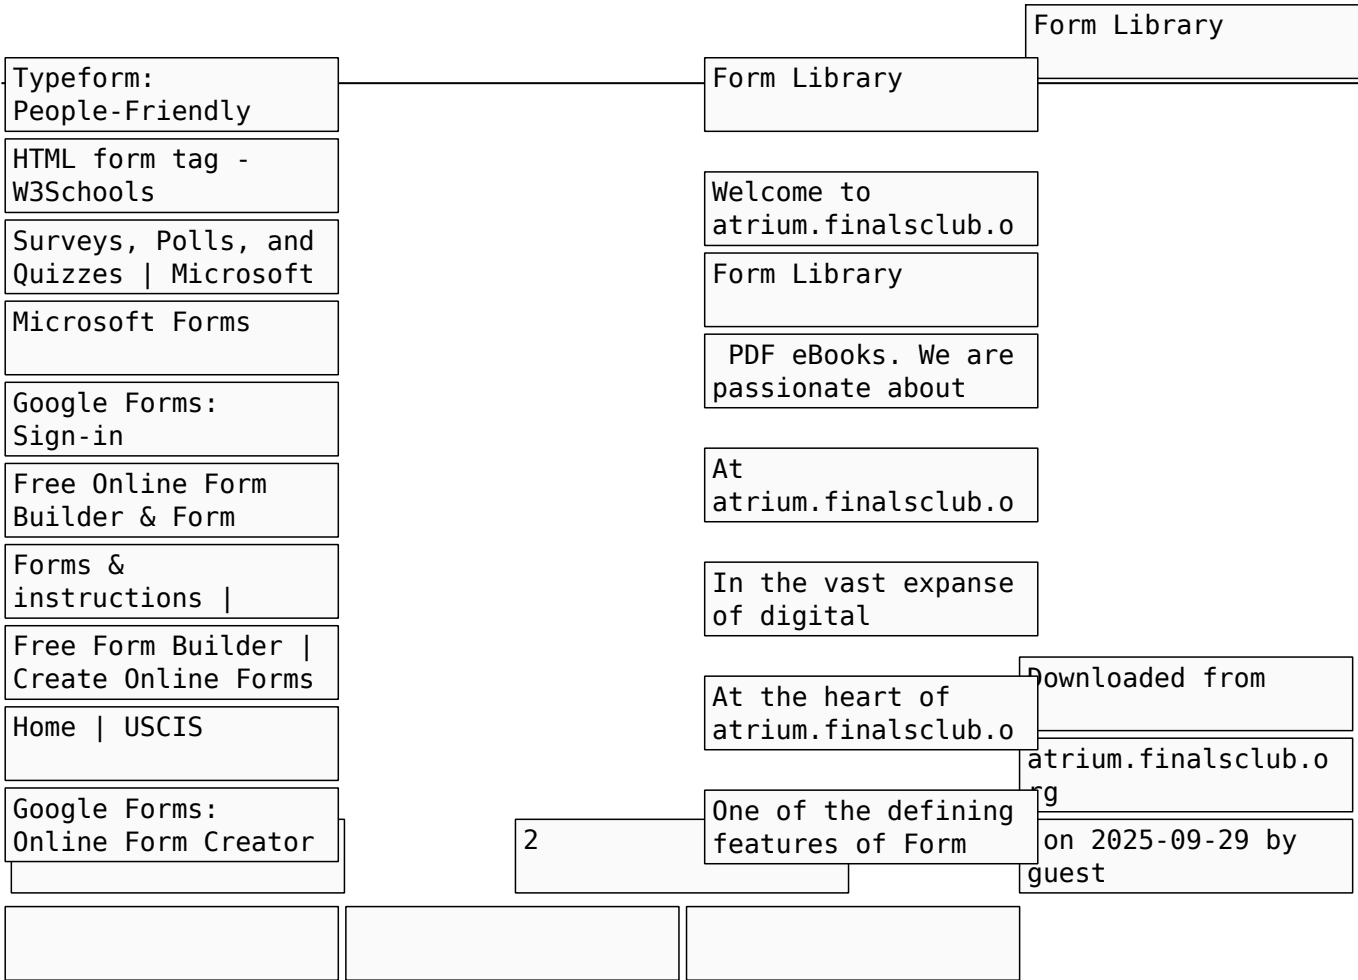 Form Library
Typeform:
People-Friendly
HTML form tag -
W3Schools
Surveys, Polls, and
Quizzes | Microsoft
Microsoft Forms
Google Forms:
Sign-in
Free Online Form
Builder & Form
Forms &
instructions |
Free Form Builder |
Create Online Forms
Home | USCIS
Google Forms:
Online Form Creator
2
Form Library
Welcome to
atrium.finalsclub.o
Form Library
PDF eBooks. We are
passionate about
At
atrium.finalsclub.o
In the vast expanse
of digital
At the heart of
atrium.finalsclub.o
One of the defining
features of Form
Downloaded from
atrium.finalsclub.o
rg
on 2025-09-29 by
guest